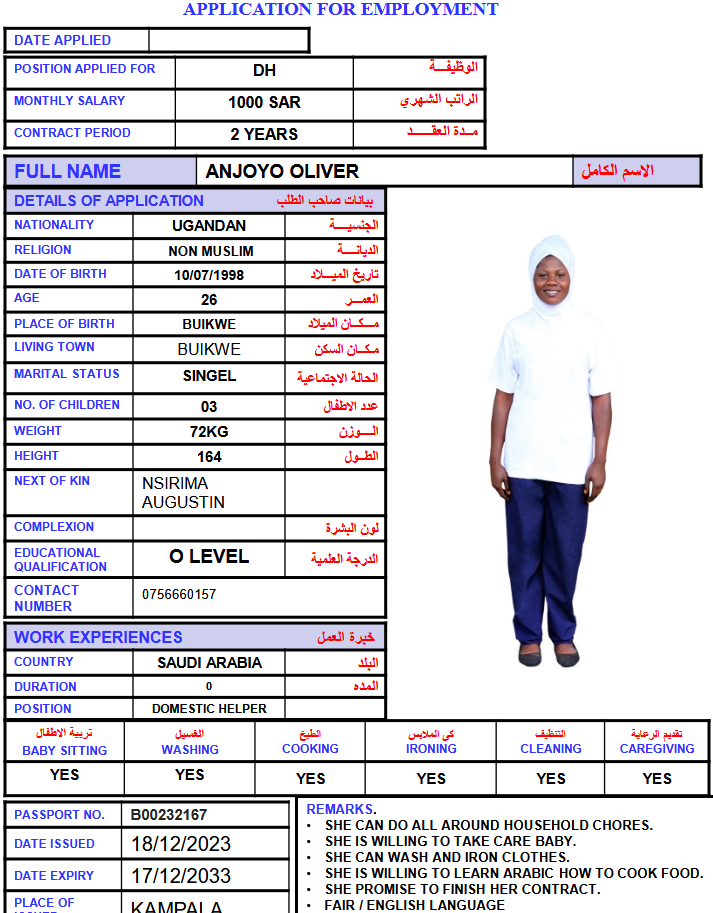 APPLICATION FOR EMPLOYMENT
DATE APPLIED
POSITION APPLIED FOR DH الوظيفـــة
MONTHLY SALARY 1000 SAR الراتب الشهري
CONTRACT PERIOD 2 YEARS مـدة العقـــد
FULL NAME ANJOYO OLIVER الاسم الكامل
DETAILS OF APPLICATION بيانات صاحب الطلب
NATIONALITY UGANDAN الجنسيـــة
RELIGION NON MUSLIM الديانـــة
DATE OF BIRTH 10/07/1998 تاريخ الميـــلاد
AGE 26 العمـــر
PLACE OF BIRTH BUIKWE مـــكــان الميلاد
LIVING TOWN BUIKWE مـكـــان السكن
MARITAL STATUS SINGEL الحالة الاجتماعية
NO. OF CHILDREN 03 عدد الاطفال
WEIGHT 72KG الـــوزن
HEIGHT 164 الطــول
NEXT OF KIN NSIRIMA
AUGUSTIN
COMPLEXION لون البشرة
EDUCATIONAL
QUALIFICATION O LEVEL الدرجة العلمية
CONTACT
NUMBER 0756660157
WORK EXPERIENCES خبرة العمل
COUNTRY SAUDI ARABIA البلد
DURATION 0 المده
POSITION DOMESTIC HELPER
تربية الاطفال الغسيل الطبخ كى الملابس التنظيف تقديم الرعاية
BABY SITTING WASHING COOKING IRONING CLEANING CAREGIVING
YES YES YES YES YES YES
PASSPORT NO. B00232167
DATE ISSUED 18/12/2023
DATE EXPIRY 17/12/2033
PLACE OF KAMPALA
REMARKS.
• SHE CAN DO ALL AROUND HOUSEHOLD CHORES.
• SHE IS WILLING TO TAKE CARE BABY.
• SHE CAN WASH AND IRON CLOTHES.
• SHE IS WILLING TO LEARN ARABIC HOW TO COOK FOOD.
• SHE PROMISE TO FINISH HER CONTRACT.
• FAIR / ENGLISH LANGUAGE